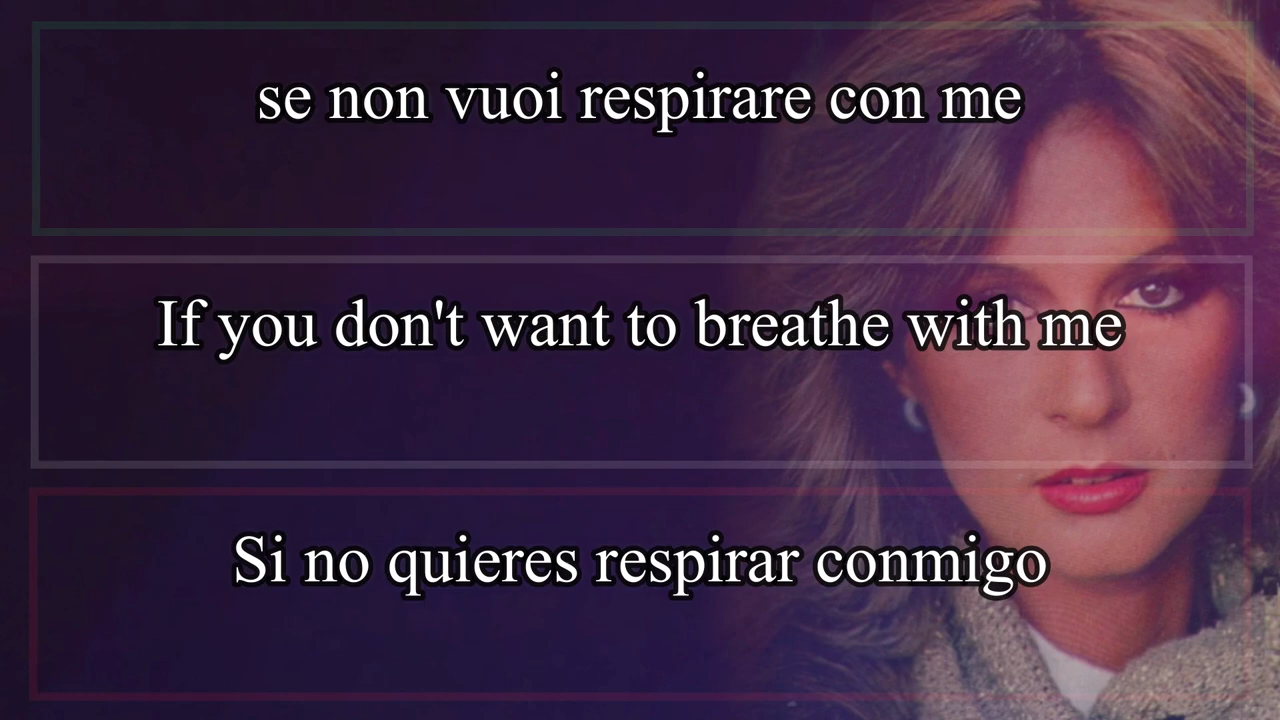 se non vuoi respirare con me
If you don't want to breathe with me
Si no quieres respirar conmigo